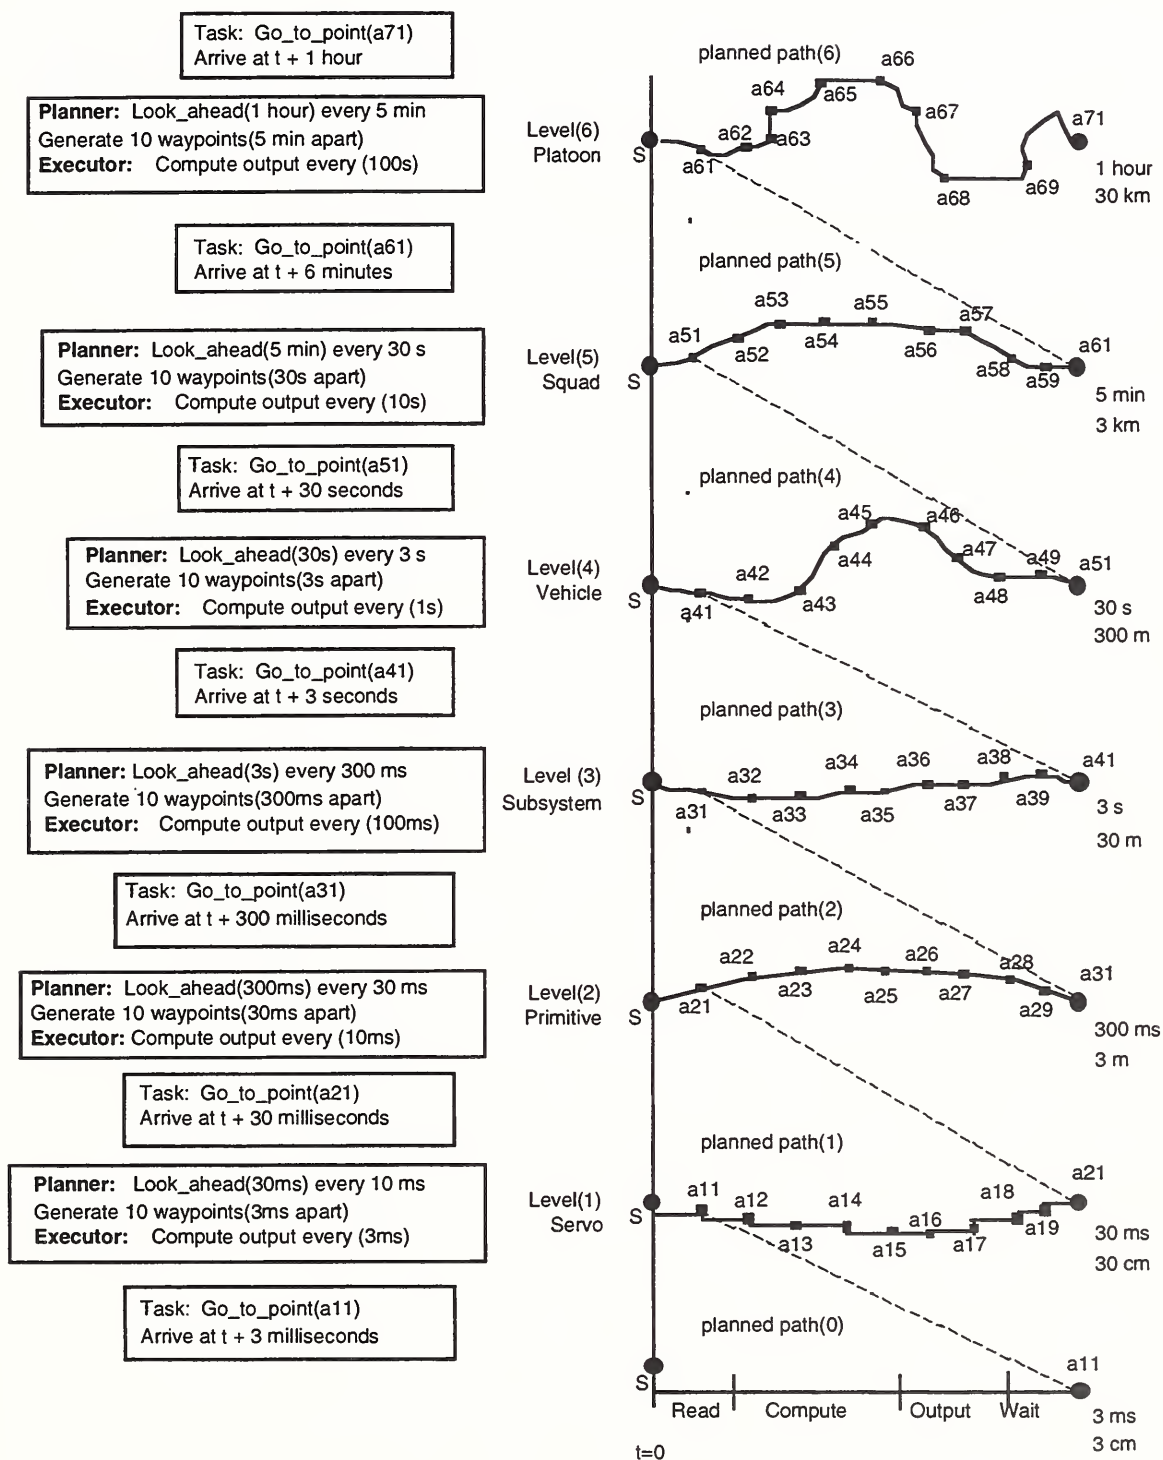 Task: Go_to_point(a71)
Arrive at t + 1 hour
Planner: Look_ahead(1 hour) every 5 min
Generate 10 waypoints(5 min apart)
Executor: Compute output every (100s)
Task: Go_to_point(a61)
Arrive at t + 6 minutes
Planner: Look_ahead(5 min) every 30 s
Generate 10 waypoints(30s apart)
Executor: Compute output every (10s)
Task: Go_to_point(a51)
Arrive at t + 30 seconds
Planner: Look_ahead(30s) every 3 s
Generate 10 waypoints(3s apart)
Executor: Compute output every (1s)
Task: Go_to_point(a41)
Arrive at t + 3 seconds
Planner: Look_ahead(3s) every 300 ms
Generate 10 waypoints(300ms apart)
Executor: Compute output every (100ms)
Task: Go_to_point(a31)
Arrive at t + 300 milliseconds
Planner: Look_ahead(300ms) every 30 ms
Generate 10 waypoints(30ms apart)
Executor: Compute output every (10ms)
Task: Go_to_point(a21)
Arrive at t + 30 milliseconds
Planner: Look_ahead(30ms) every 10 ms
Generate 10 waypoints(3ms apart)
Executor: Compute output every (3ms)
Task: Go_to_point(a11)
Arrive at t + 3 milliseconds
planned path(6)
Level(6)
Platoon
S
a61
a62
a63
a64
a65
a66
a67
a68
a69
a71
1 hour
30 km
planned path(5)
Level(5)
Squad
S
a51
a52
a53
a54
a55
a56
a57
a58
a59
a61
5 min
3 km
planned path(4)
Level(4)
Vehicle
S
a41
a42
a43
a44
a45
a46
a47
a48
a49
a51
30 s
300 m
planned path(3)
Level (3)
Subsystem
S
a31
a32
a33
a34
a35
a36
a37
a38
a39
a41
3 s
30 m
planned path(2)
Level(2)
Primitive
S
a21
a22
a23
a24
a25
a26
a27
a28
a29
a31
300 ms
3 m
planned path(1)
Level(1)
Servo
S
a11
a12
a13
a14
a15
a16
a17
a18
a19
a21
30 ms
30 cm
planned path(0)
S
a11
Read Compute Output Wait
3 ms
3 cm
t=0